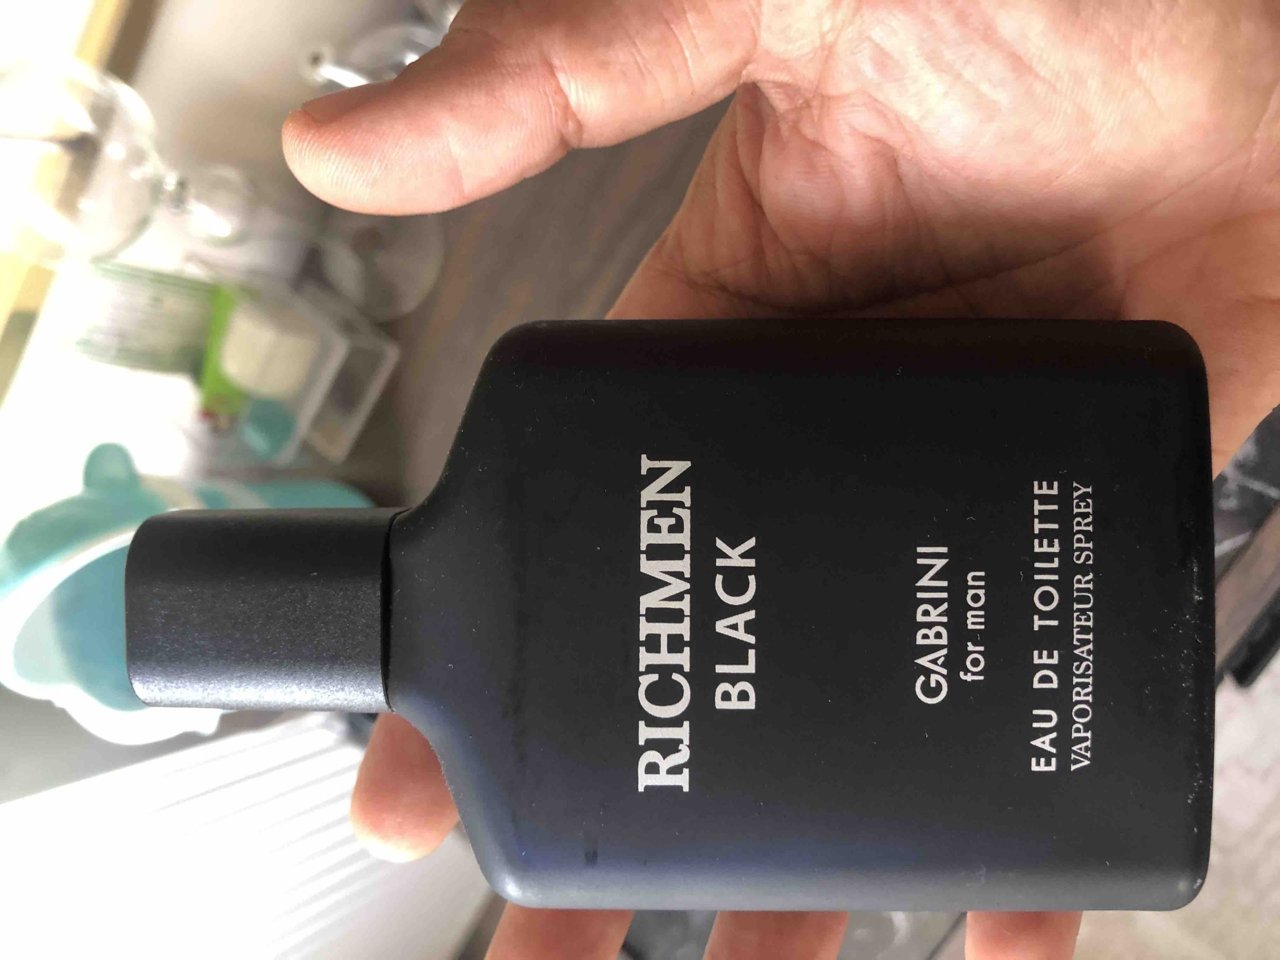 RICHMEN
BLACK
GABRINI
for man
EAU DE TOILETTE
VAPORISATEUR SPREY